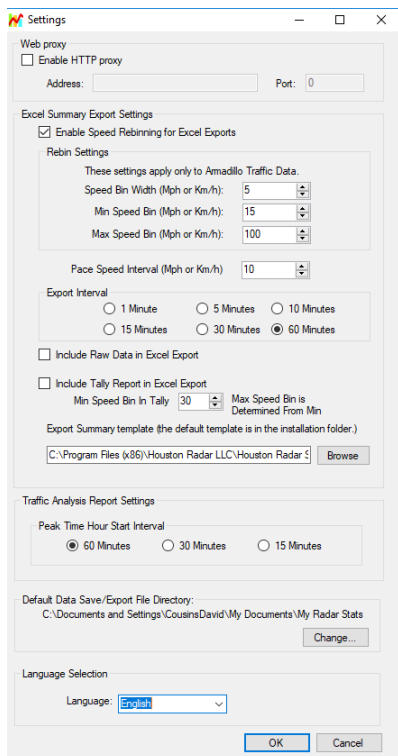 Settings
Web proxy
Enable HTTP proxy
Address: Port: 0
Excel Summary Export Settings
Enable Speed Rebinning for Excel Exports
Rebin Settings
These settings apply only to Armadillo Traffic Data.
Speed Bin Width (Mph or Km/h): 5
Min Speed Bin (Mph or Km/h): 15
Max Speed Bin (Mph or Km/h): 100
Pace Speed Interval (Mph or Km/h) 10
Export Interval
1 Minute 5 Minutes 10 Minutes
15 Minutes 30 Minutes 60 Minutes
Include Raw Data in Excel Export
Include Tally Report in Excel Export
Min Speed Bin In Tally 30 Max Speed Bin is
Determined From Min
Export Summary template (the default template is in the installation folder.)
C:\Program Files (x86)\Houston Radar LLC\Houston Radar S Browse
Traffic Analysis Report Settings
Peak Time Hour Start Interval
60 Minutes 30 Minutes 15 Minutes
Default Data Save/Export File Directory:
C:\Documents and Settings\CousinsDavid\My Documents\My Radar Stats
Change...
Language Selection
Language: English
OK Cancel